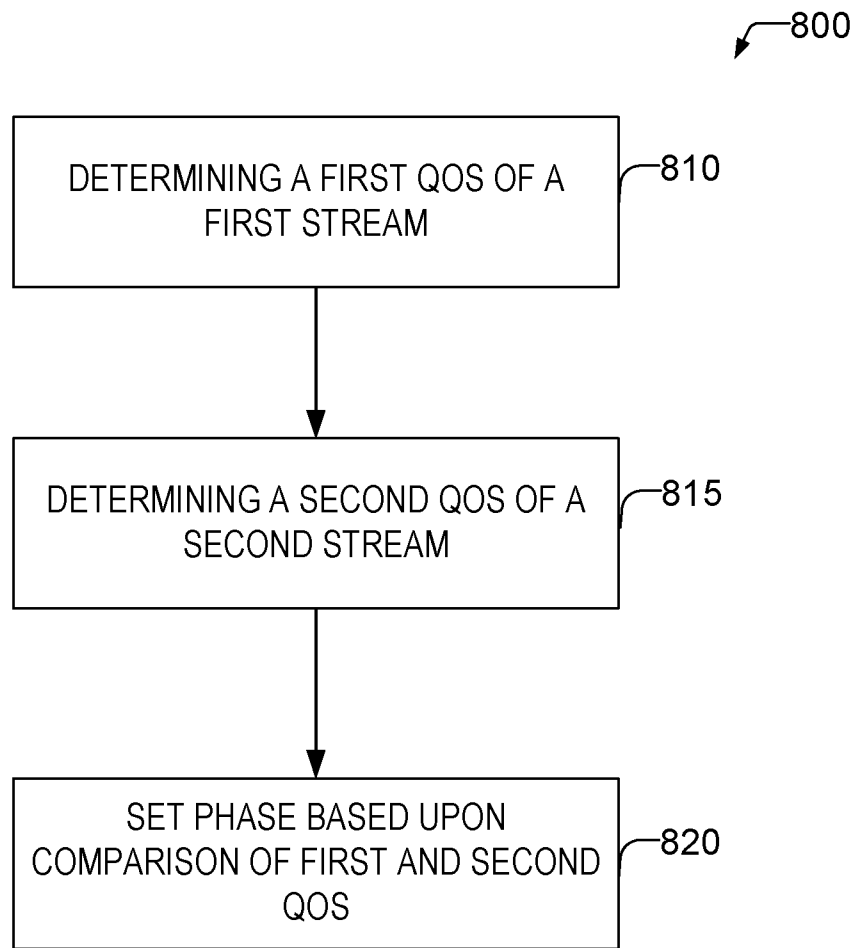 800
DETERMINING A FIRST QOS OF A
FIRST STREAM
810
DETERMINING A SECOND QOS OF A
SECOND STREAM
815
SET PHASE BASED UPON
COMPARISON OF FIRST AND SECOND
QOS
820